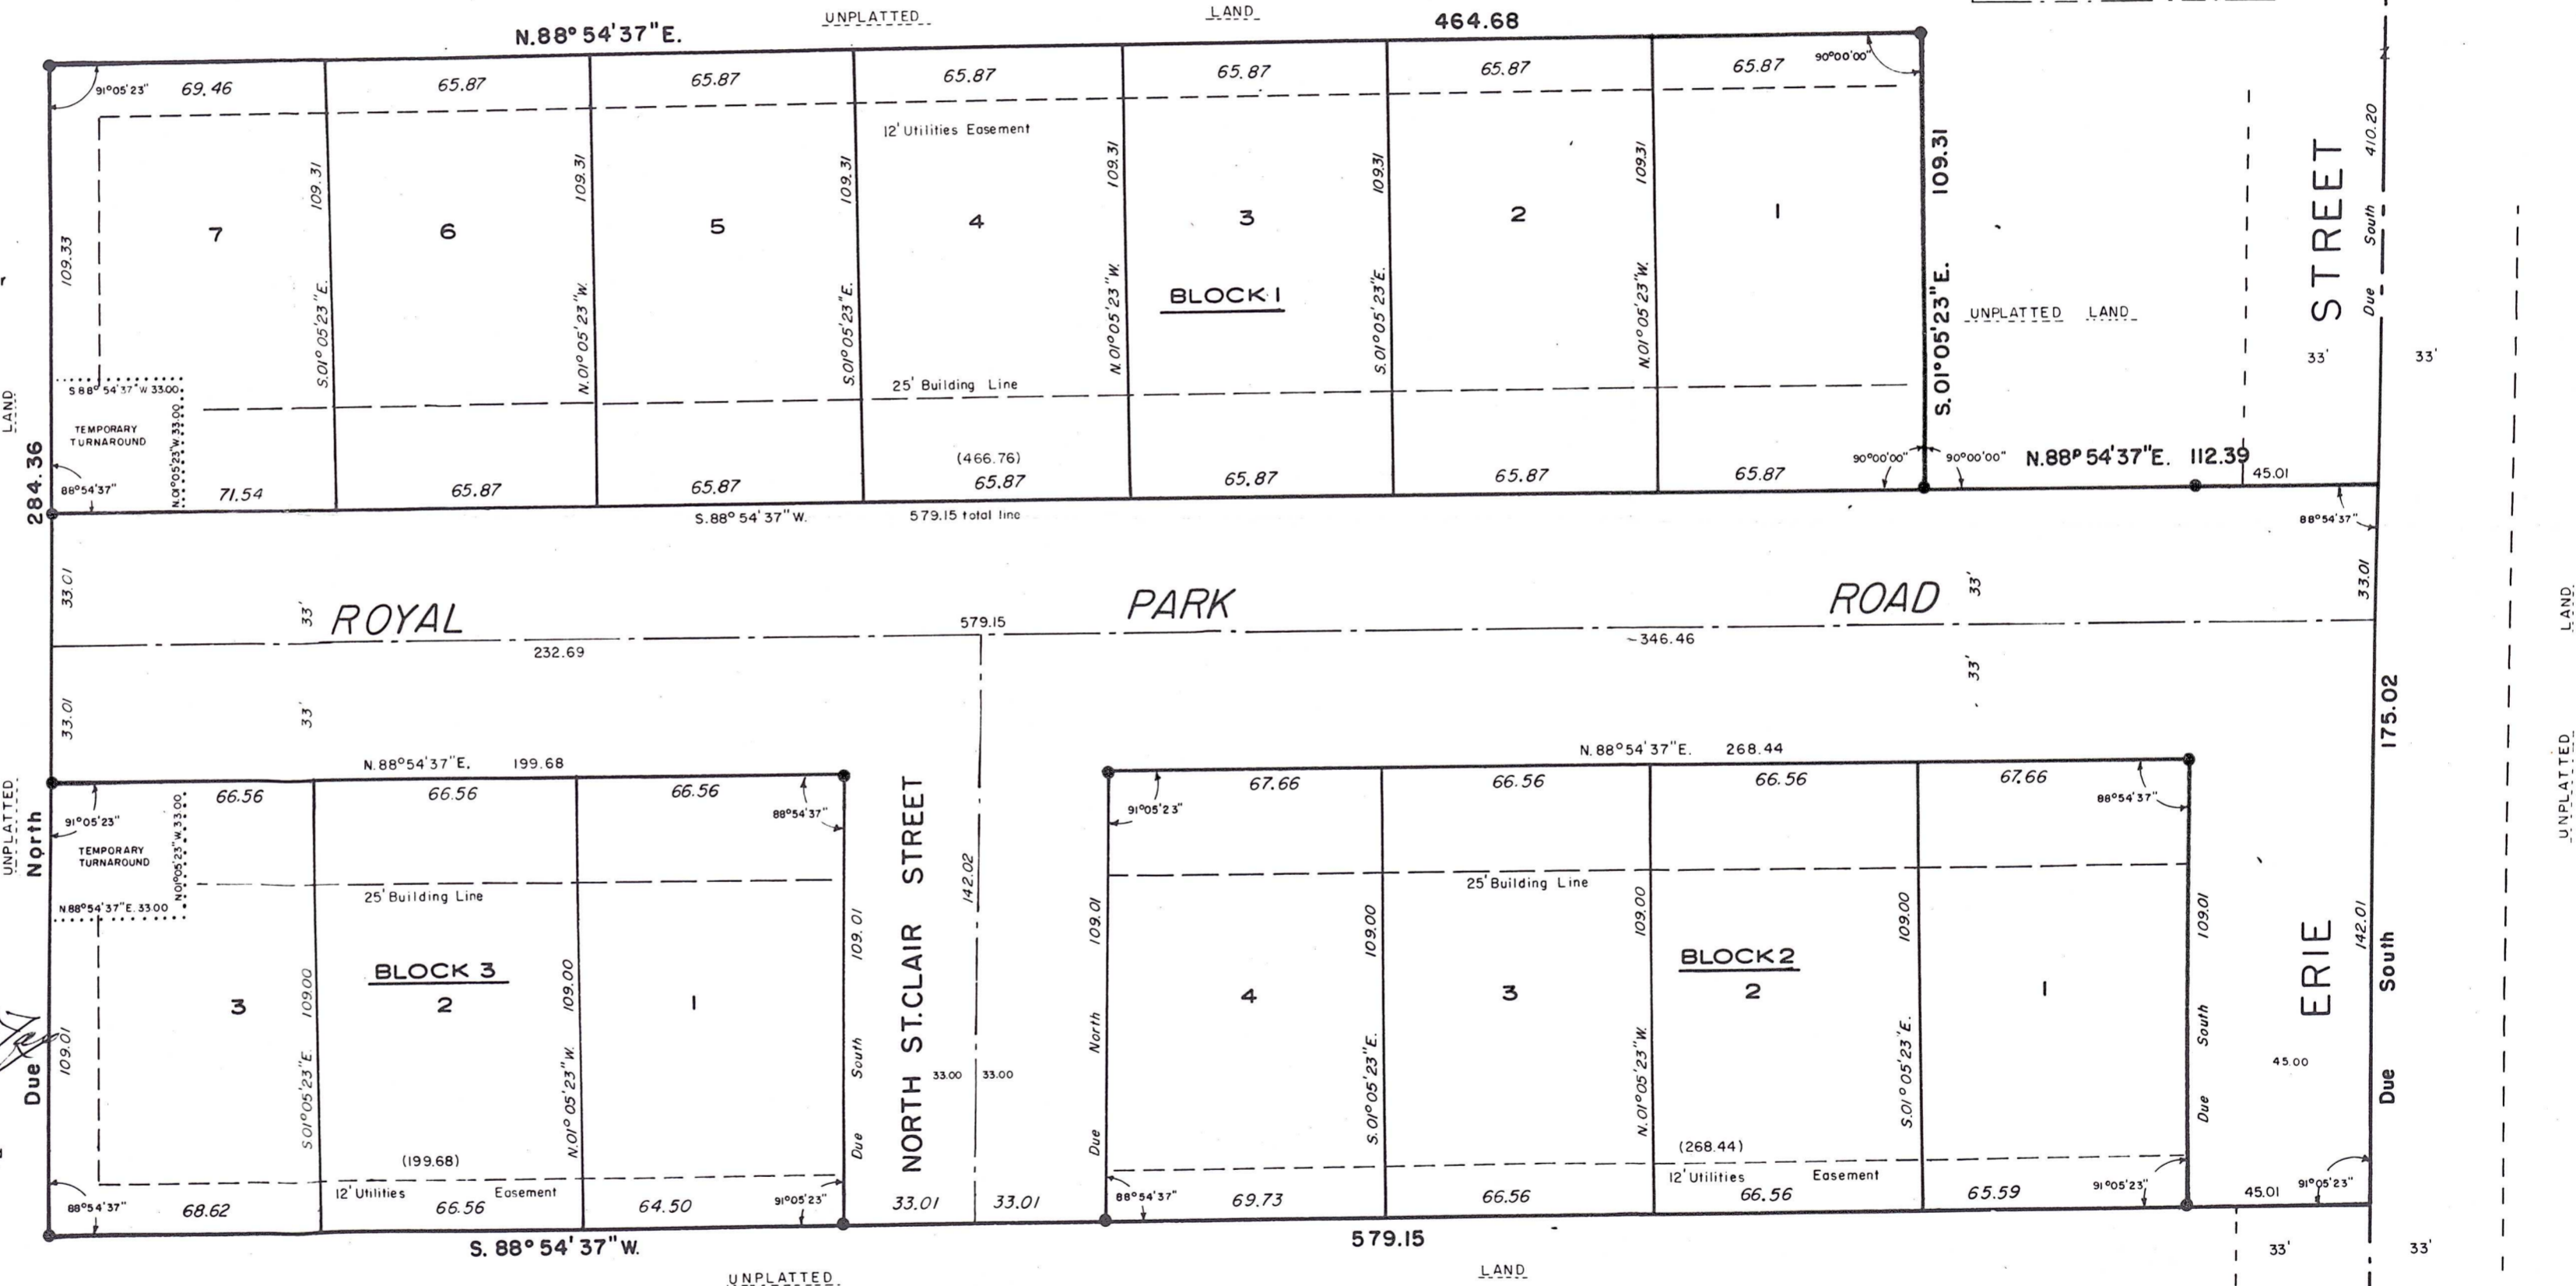 UNPLATTED LAND
N.88°54'37"E. 464.68
91°05'23" 69.46 65.87 65.87 65.87 65.87 65.87 65.87 90°00'00"
12' Utilities Easement
109.33 109.31 109.31 109.31 109.31 109.31 109.31 109.31
7 6 5 4 3 2 1
BLOCK 1
S.01°05'23"E. N.01°05'23"W. S.01°05'23"E. N.01°05'23"W. S.01°05'23"E. N.01°05'23"W. S.01°05'23"E.
UNPLATTED LAND
STREET
Due South 410.20
33' 33'
25' Building Line
S 88°54'37"W 33.00
TEMPORARY
TURNAROUND
N.01°05'23"W 33.00
88°54'37"
(466.76)
71.54 65.87 65.87 65.87 65.87 65.87 65.87
90°00'00" 90°00'00" N.88°54'37"E. 112.39
45.01
88°54'37"
S.88°54'37"W. 579.15 total line
LAND
284.36
33.01 33' 33' 33.01
ROYAL PARK ROAD
579.15
232.69 346.46
33.01 33' 33'
175.02
LAND
UNPLATTED
UNPLATTED
Due North
N.88°54'37"E. 199.68
66.56 66.56 66.56
91°05'23" 88°54'37"
TEMPORARY
TURNAROUND
N.01°05'23"W. 33.00
N.88°54'37"E. 33.00
25' Building Line
BLOCK 3
3 2 1
109.01 109.00 109.00 109.01
S.01°05'23"E. N.01°05'23"W. Due South
(199.68)
12' Utilities Easement
88°54'37" 68.62 66.56 64.50 91°05'23"
S. 88°54'37"W.
NORTH ST.CLAIR STREET
142.02
33.00 33.00
33.01 33.01
N.88°54'37"E. 268.44
67.66 66.56 66.56 67.66
91°05'23" 88°54'37"
25' Building Line
BLOCK 2
4 3 2 1
109.01 109.00 109.00 109.00 109.01
Due North S.01°05'23"E. N.01°05'23"W. S.01°05'23"E. Due South
(268.44)
12' Utilities Easement
88°54'37" 69.73 66.56 66.56 65.59 91°05'23"
579.15
ERIE
142.01
45.00
Due South
45.01 91°05'23"
33' 33'
UNPLATTED LAND